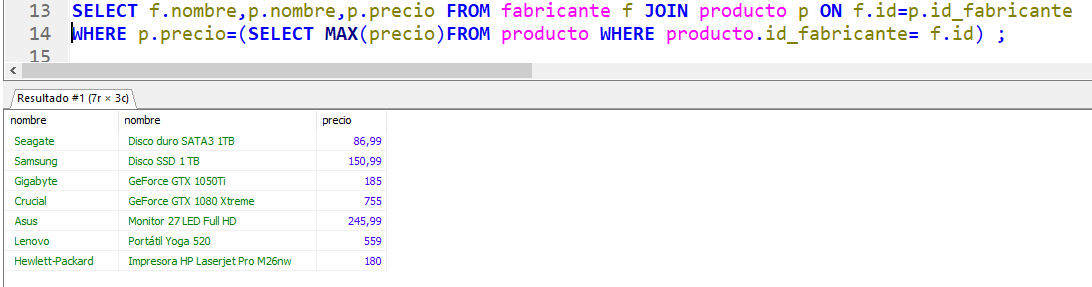 13 SELECT f.nombre,p.nombre,p.precio FROM fabricante f JOIN producto p ON f.id=p.id_fabricante
14 WHERE p.precio=(SELECT MAX(precio)FROM producto WHERE producto.id_fabricante= f.id) ;
15
Resultado #1 (7r × 3c)
nombre nombre precio
Seagate Disco duro SATA3 1TB 86,99
Samsung Disco SSD 1 TB 150,99
Gigabyte GeForce GTX 1050Ti 185
Crucial GeForce GTX 1080 Xtreme 755
Asus Monitor 27 LED Full HD 245,99
Lenovo Portátil Yoga 520 559
Hewlett-Packard Impresora HP Laserjet Pro M26nw 180